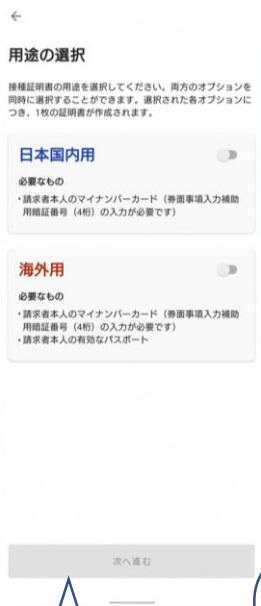 用途の選択
接種証明書の用途を選択してください。両方のオプションを
同時に選択することができます。選択された各オプションに
つき、1枚の証明書が作成されます。
日本国内用
必要なもの
・請求者本人のマイナンバーカード（券面事項入力補助
用暗証番号（4桁）の入力が必要です）
海外用
必要なもの
・請求者本人のマイナンバーカード（券面事項入力補助
用暗証番号（4桁）の入力が必要です）
・請求者本人の有効なパスポート
次へ進む